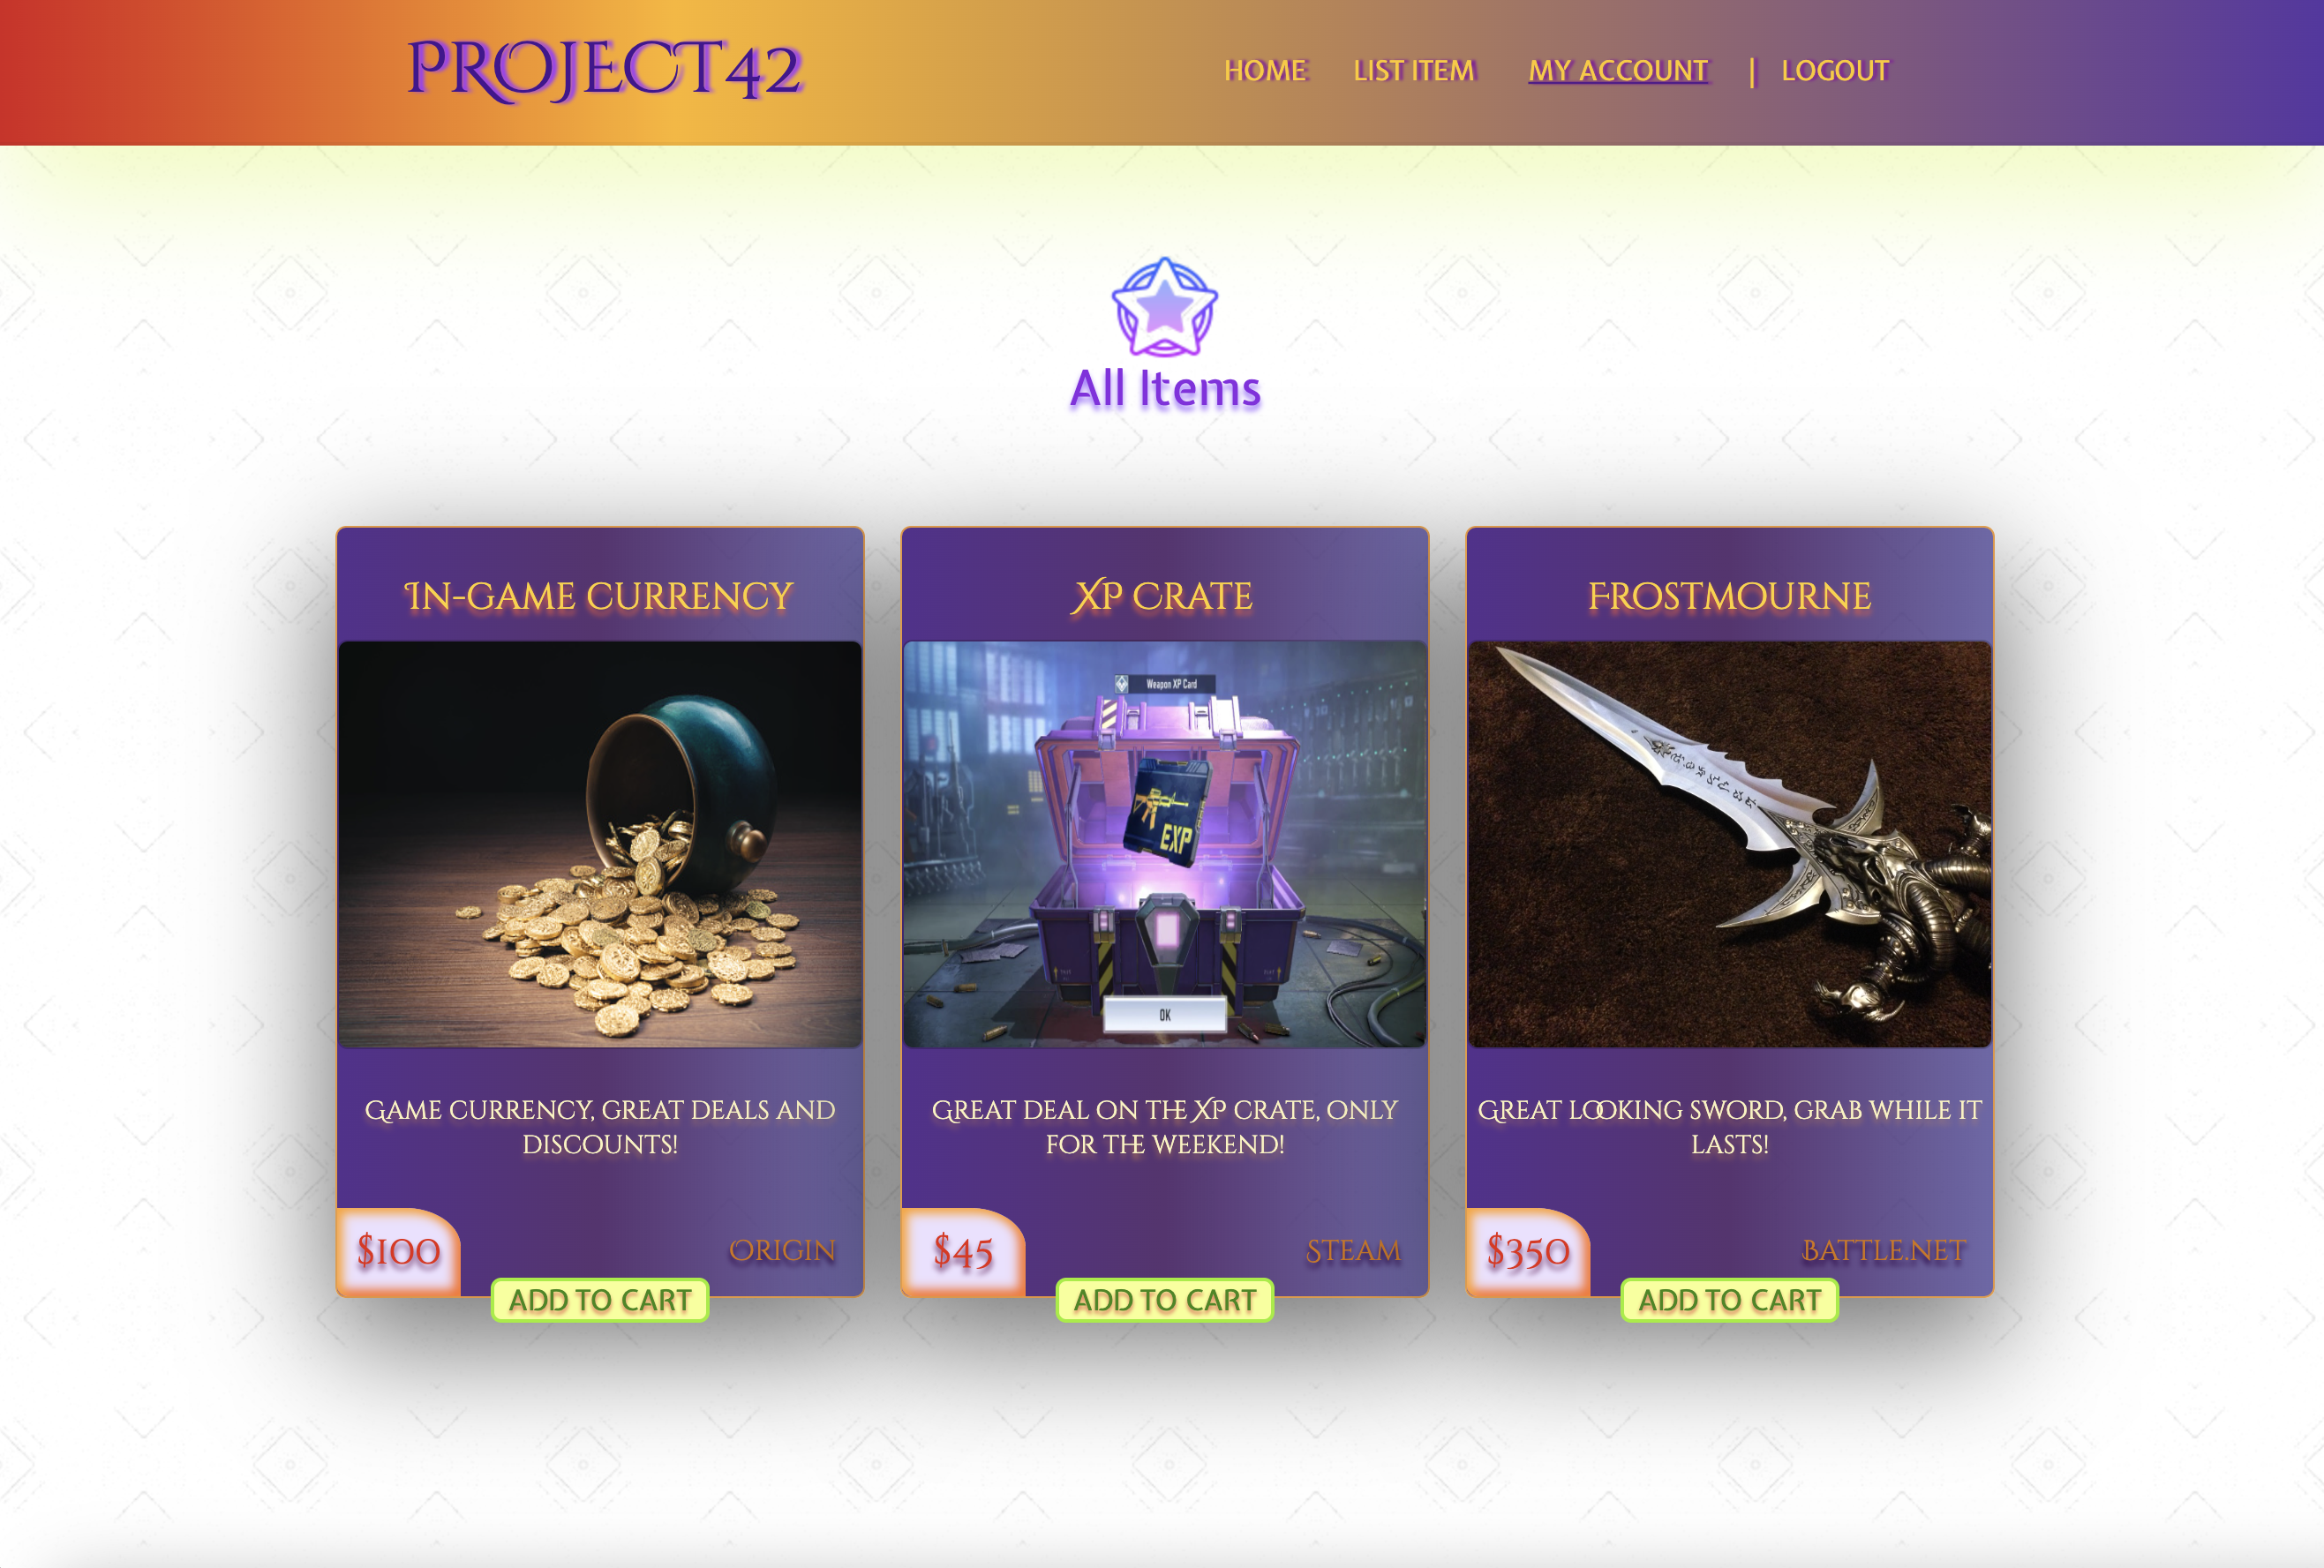 PROJECT42
HOME LIST ITEM MY ACCOUNT | LOGOUT
All Items
IN-GAME CURRENCY
GAME CURRENCY, GREAT DEALS AND
DISCOUNTS!
$100
ORIGIN
ADD TO CART
XP CRATE
Weapon XP Card
EXP
OK
GREAT DEAL ON THE XP CRATE, ONLY
FOR THE WEEKEND!
$45
STEAM
ADD TO CART
FROSTMOURNE
GREAT LOOKING SWORD, GRAB WHILE IT
LASTS!
$350
BATTLE.NET
ADD TO CART